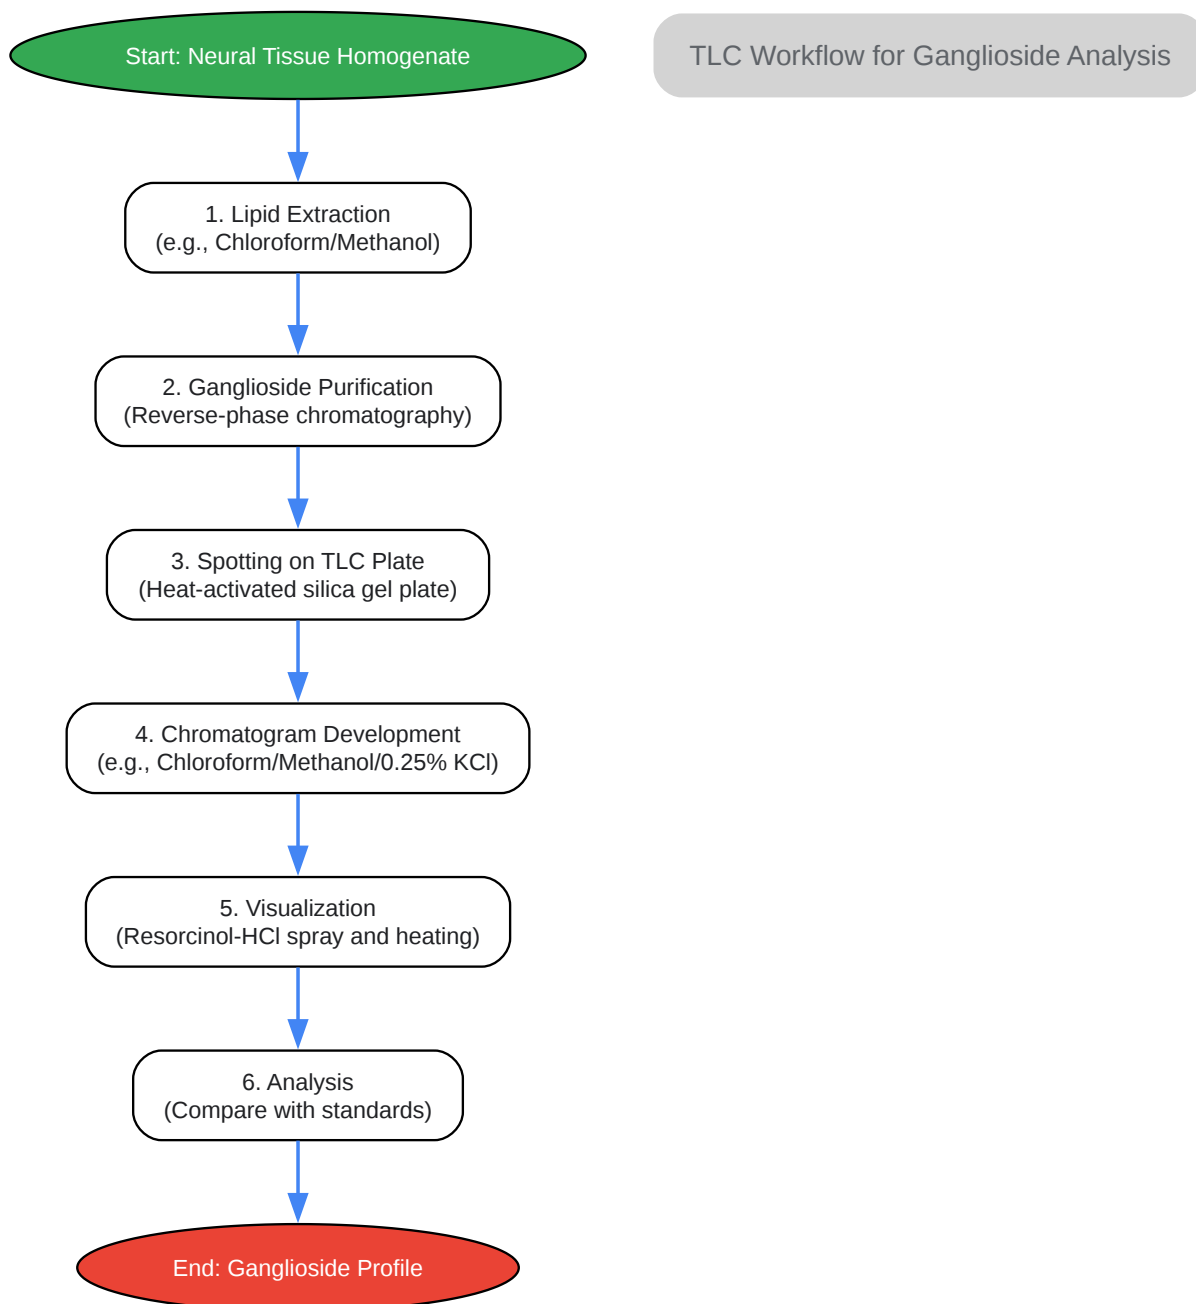 Start: Neural Tissue Homogenate
TLC Workflow for Ganglioside Analysis
1. Lipid Extraction
(e.g., Chloroform/Methanol)
2. Ganglioside Purification
(Reverse-phase chromatography)
3. Spotting on TLC Plate
(Heat-activated silica gel plate)
4. Chromatogram Development
(e.g., Chloroform/Methanol/0.25% KCl)
5. Visualization
(Resorcinol-HCl spray and heating)
6. Analysis
(Compare with standards)
End: Ganglioside Profile